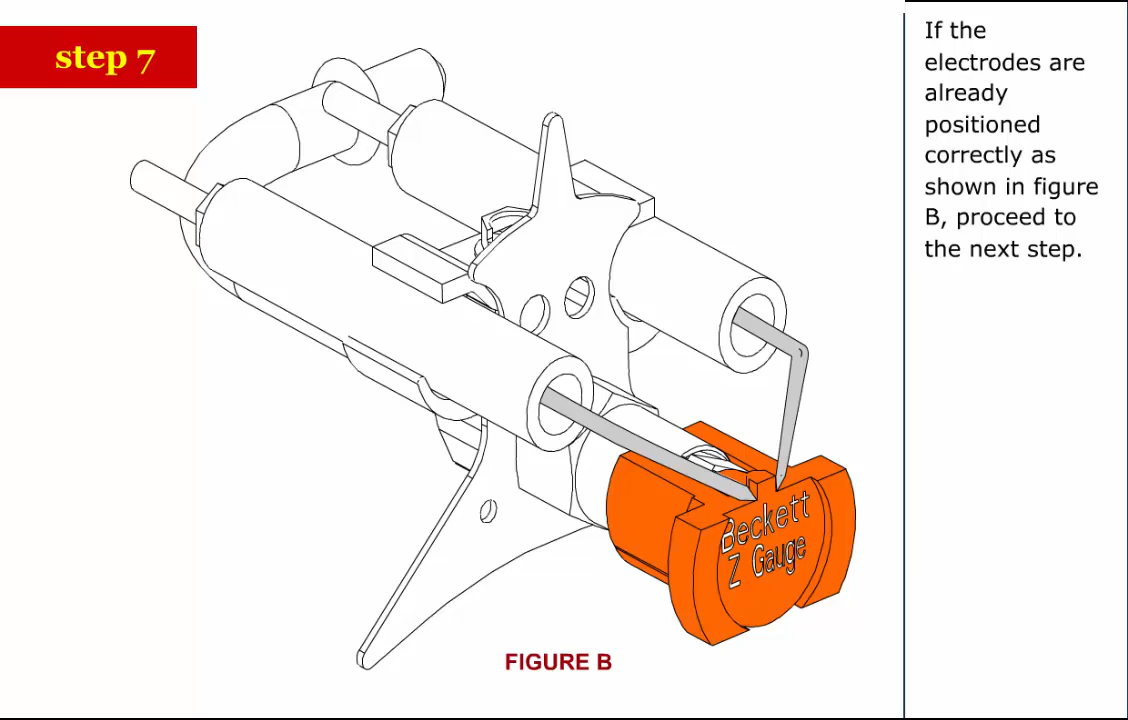 step 7
If the
electrodes are
already
positioned
correctly as
shown in figure
B, proceed to
the next step.
Beckett
Z Gauge
FIGURE B